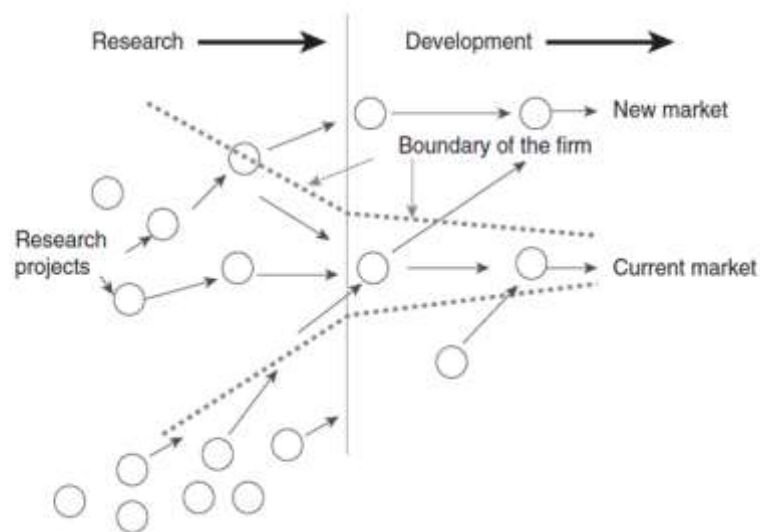 Research
Development
New market
Boundary of the firm
Research
projects
Current market